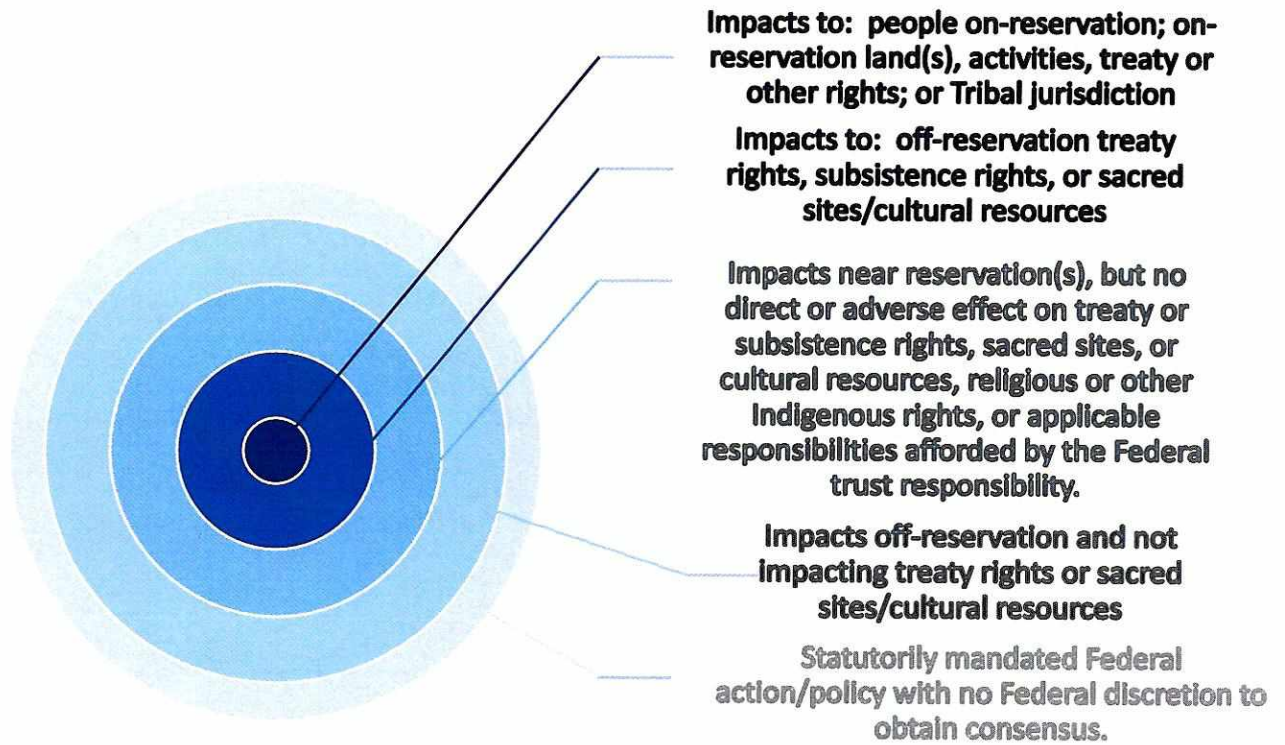 Impacts to: people on-reservation; on-
reservation land(s), activities, treaty or
other rights; or Tribal jurisdiction
Impacts to: off-reservation treaty
rights, subsistence rights, or sacred
sites/cultural resources
Impacts near reservation(s), but no
direct or adverse effect on treaty or
subsistence rights, sacred sites, or
cultural resources, religious or other
Indigenous rights, or applicable
responsibilities afforded by the Federal
trust responsibility.
Impacts off-reservation and not
impacting treaty rights or sacred
sites/cultural resources
Statutorily mandated Federal
action/policy with no Federal discretion to
obtain consensus.